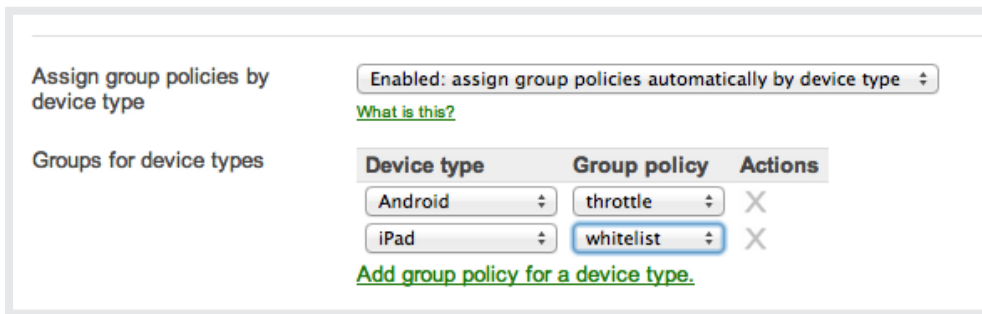 Assign group policies by
device type
Enabled: assign group policies automatically by device type
What is this?
Groups for device types
Device type Group policy Actions
Android throttle X
iPad whitelist X
Add group policy for a device type.